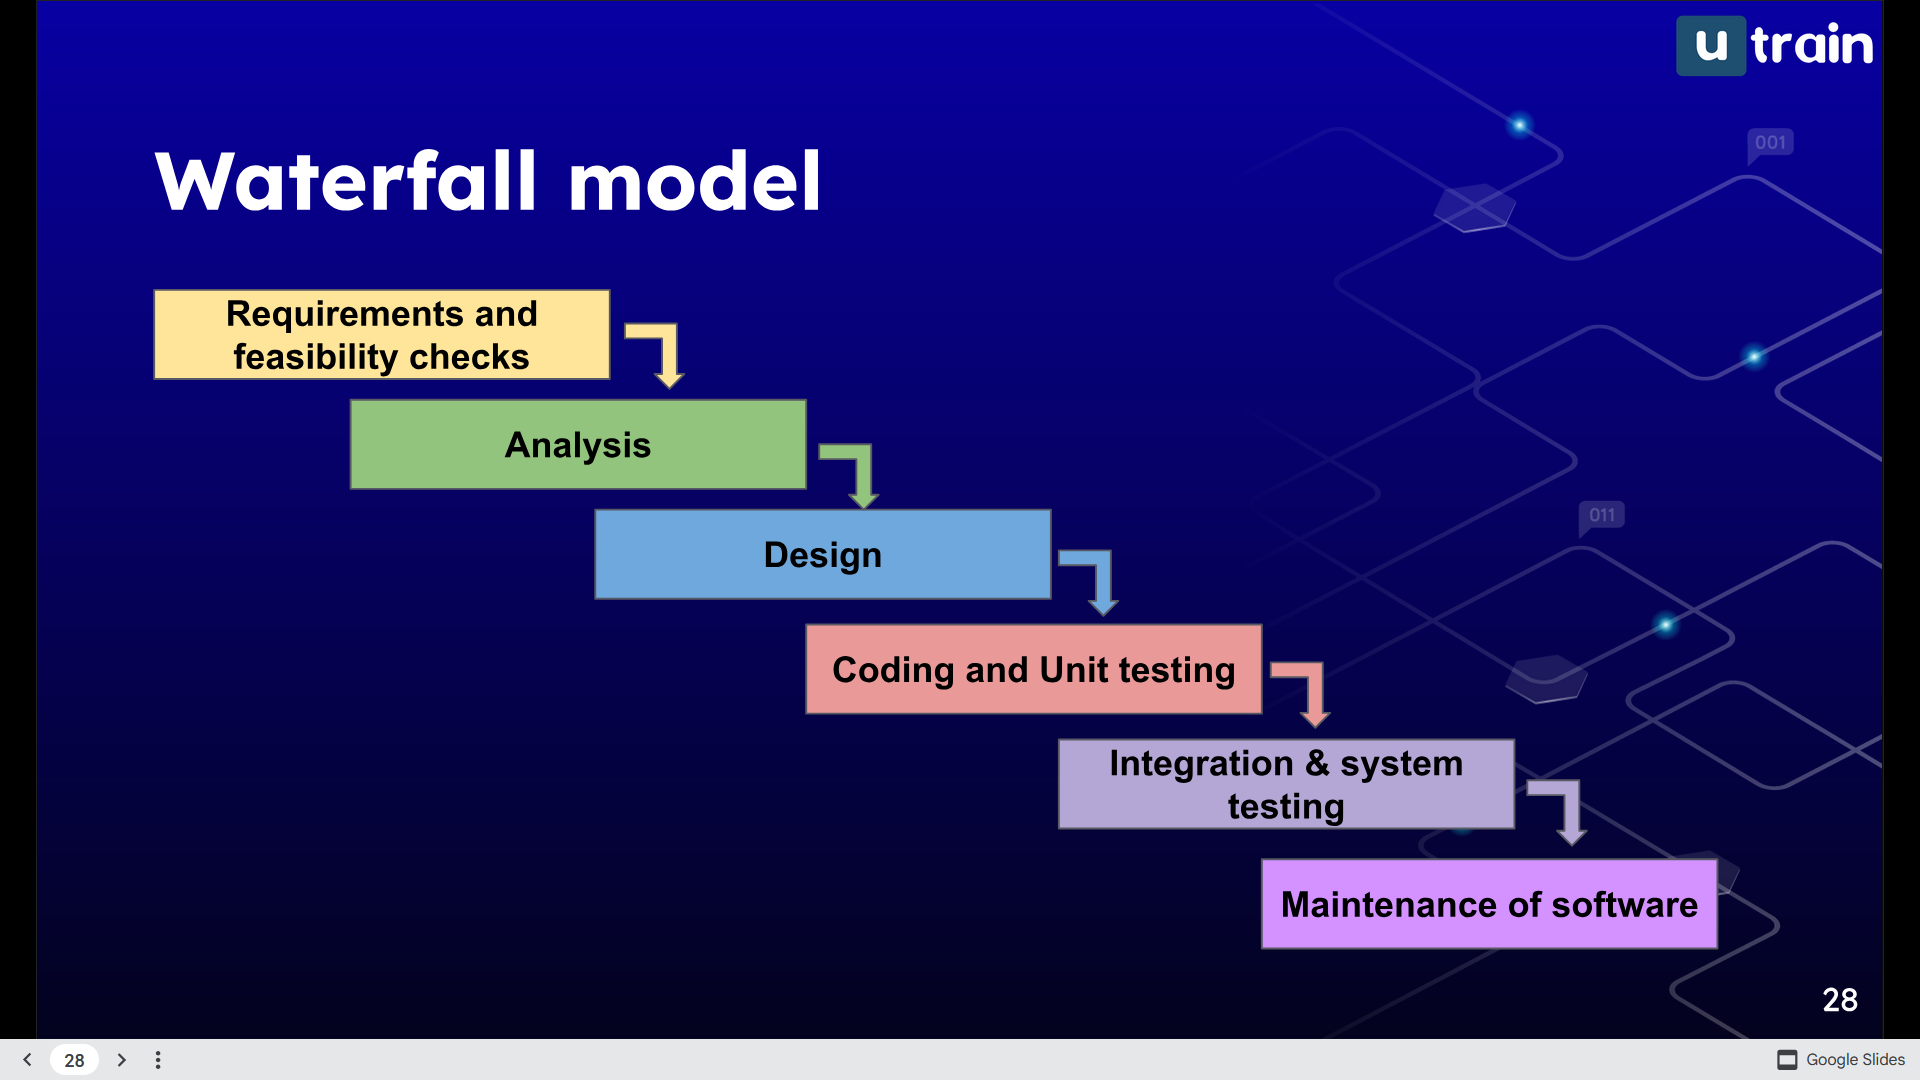 u train
001
Waterfall model
Requirements and
feasibility checks
Analysis
011
Design
Coding and Unit testing
Integration & system
testing
Maintenance of software
28
28
Google Slides